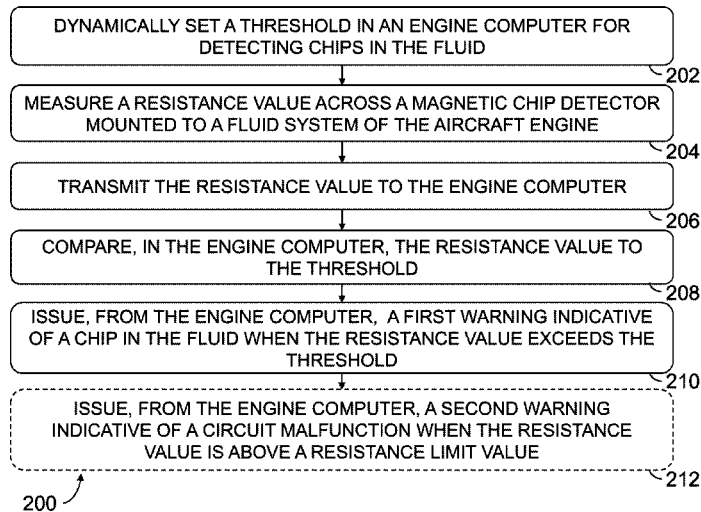 DYNAMICALLY SET A THRESHOLD IN AN ENGINE COMPUTER FOR
DETECTING CHIPS IN THE FLUID
202
MEASURE A RESISTANCE VALUE ACROSS A MAGNETIC CHIP DETECTOR
MOUNTED TO A FLUID SYSTEM OF THE AIRCRAFT ENGINE
204
TRANSMIT THE RESISTANCE VALUE TO THE ENGINE COMPUTER
206
COMPARE, IN THE ENGINE COMPUTER, THE RESISTANCE VALUE TO
THE THRESHOLD
208
ISSUE, FROM THE ENGINE COMPUTER, A FIRST WARNING INDICATIVE
OF A CHIP IN THE FLUID WHEN THE RESISTANCE VALUE EXCEEDS THE
THRESHOLD
210
ISSUE, FROM THE ENGINE COMPUTER, A SECOND WARNING
INDICATIVE OF A CIRCUIT MALFUNCTION WHEN THE RESISTANCE
VALUE IS ABOVE A RESISTANCE LIMIT VALUE
212
200